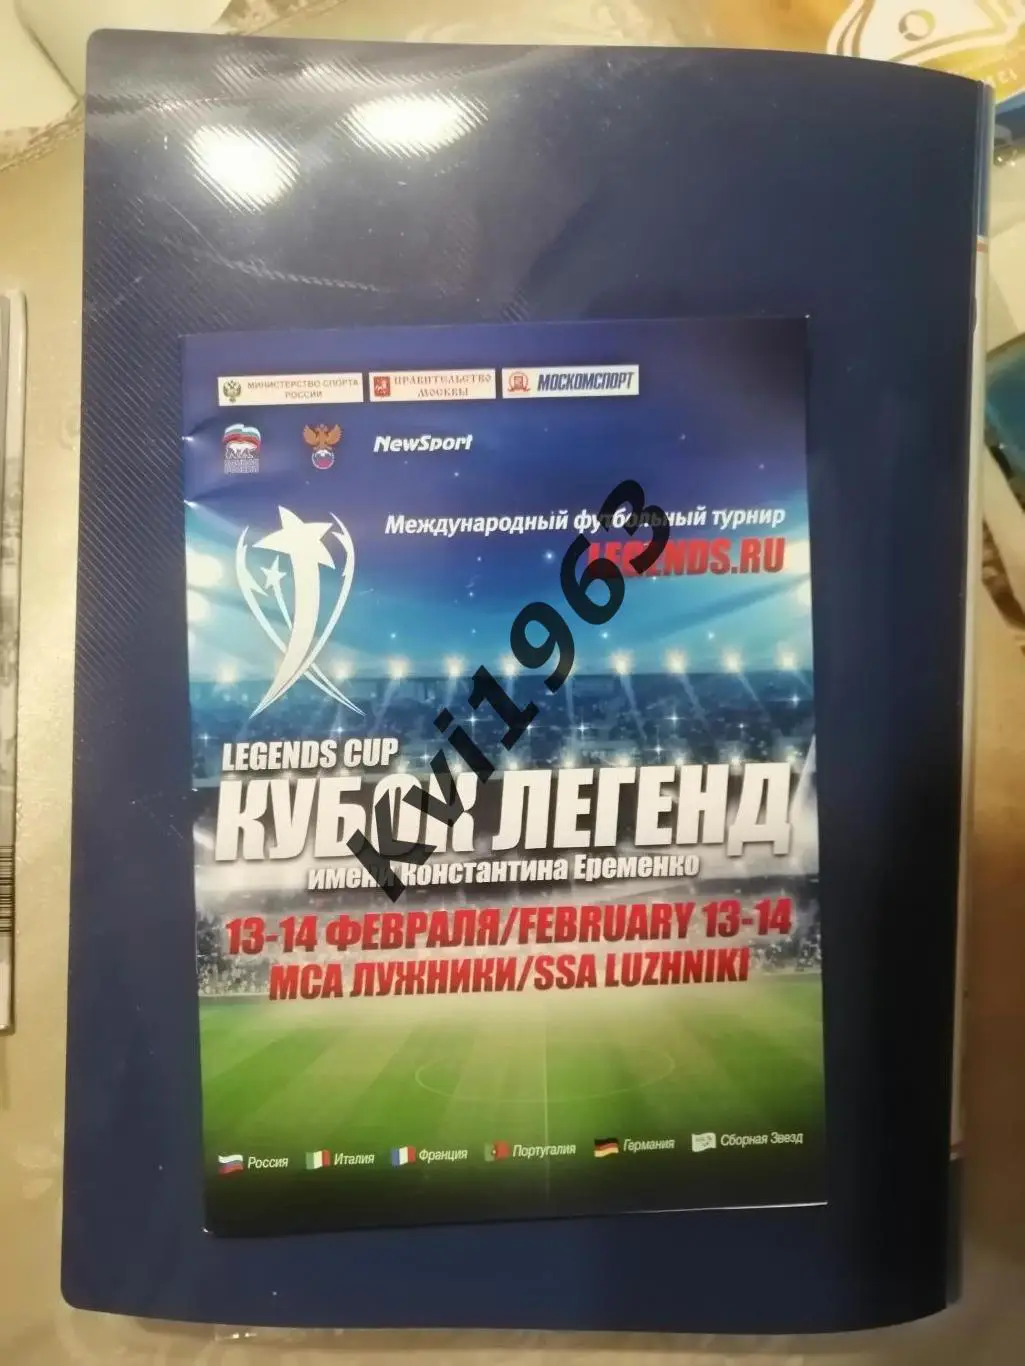 МИНИСТЕРСТВО СПОРТА
РОССИИ
ПРАВИТЕЛЬСТВО
МОСКВЫ
МОСКОМСПОРТ
NewSport
Международный футбольный турнир
LEGENDS.RU
LEGENDS CUP
КУБОК ЛЕГЕНД
имени Константина Еременко
13-14 ФЕВРАЛЯ/FEBRUARY 13-14
МСА ЛУЖНИКИ/SSA LUZHNIKI
Россия
Италия
Франция
Португалия
Германия
Сборная Звезд
Kvi1963